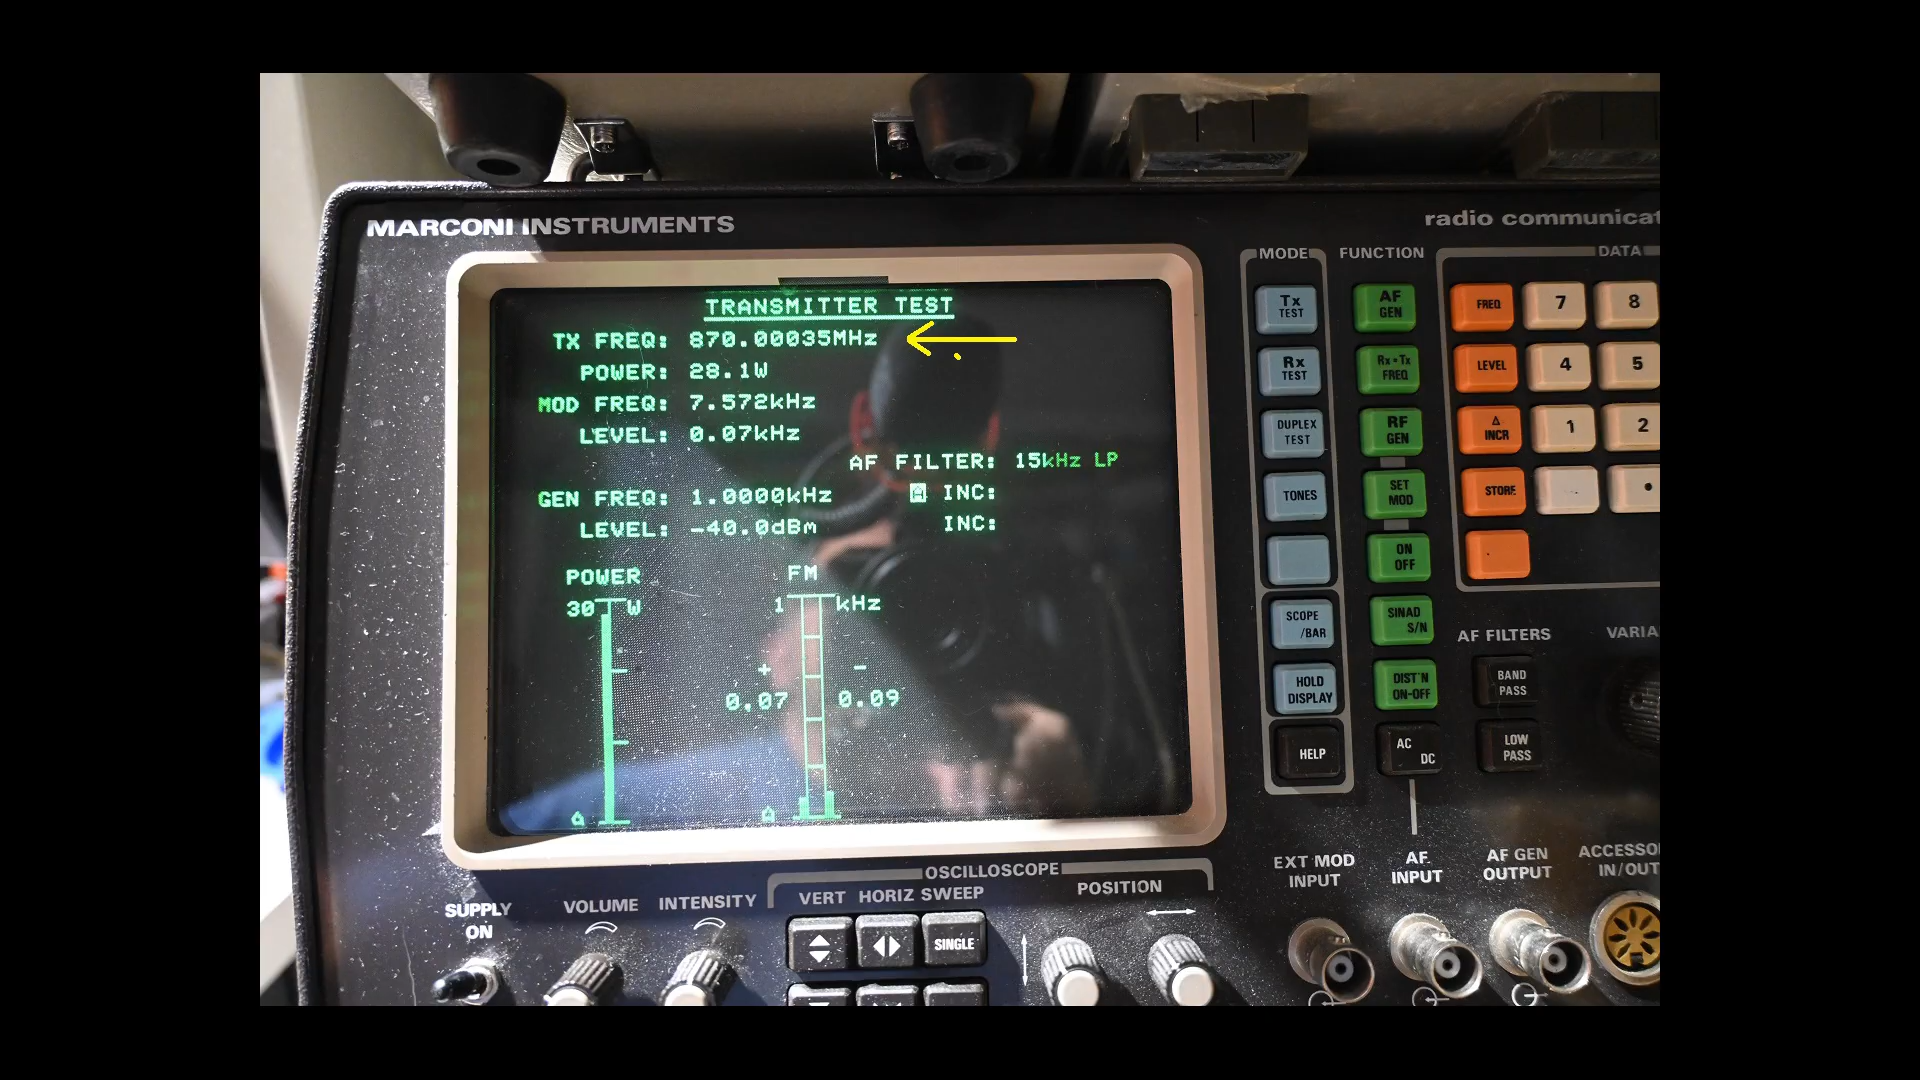 MARCONI INSTRUMENTS
radio communicat
TRANSMITTER TEST
TX FREQ: 870.00035MHz
POWER: 28.1W
MOD FREQ: 7.572kHz
LEVEL: 0.07kHz
AF FILTER: 15kHz LP
GEN FREQ: 1.0000kHz
A INC:
LEVEL: -40.0dBm
INC:
POWER
FM
30 W
1 kHz
+ -
0.07 0.09
0
0
MODE
FUNCTION
DATA
Tx
TEST
AF
GEN
FREQ
7
8
Rx
TEST
Rx=Tx
FREQ
LEVEL
4
5
DUPLEX
TEST
RF
GEN
Δ
INCR
1
2
TONES
SET
MOD
STORE
•
ON
OFF
SCOPE
/BAR
SINAD
S/N
AF FILTERS
VARIA
HOLD
DISPLAY
DIST'N
ON-OFF
BAND
PASS
HELP
AC
DC
LOW
PASS
EXT MOD
INPUT
AF
INPUT
AF GEN
OUTPUT
ACCESSO
IN/OUT
OSCILLOSCOPE
SUPPLY
ON
VOLUME
INTENSITY
VERT
HORIZ
SWEEP
POSITION
SINGLE